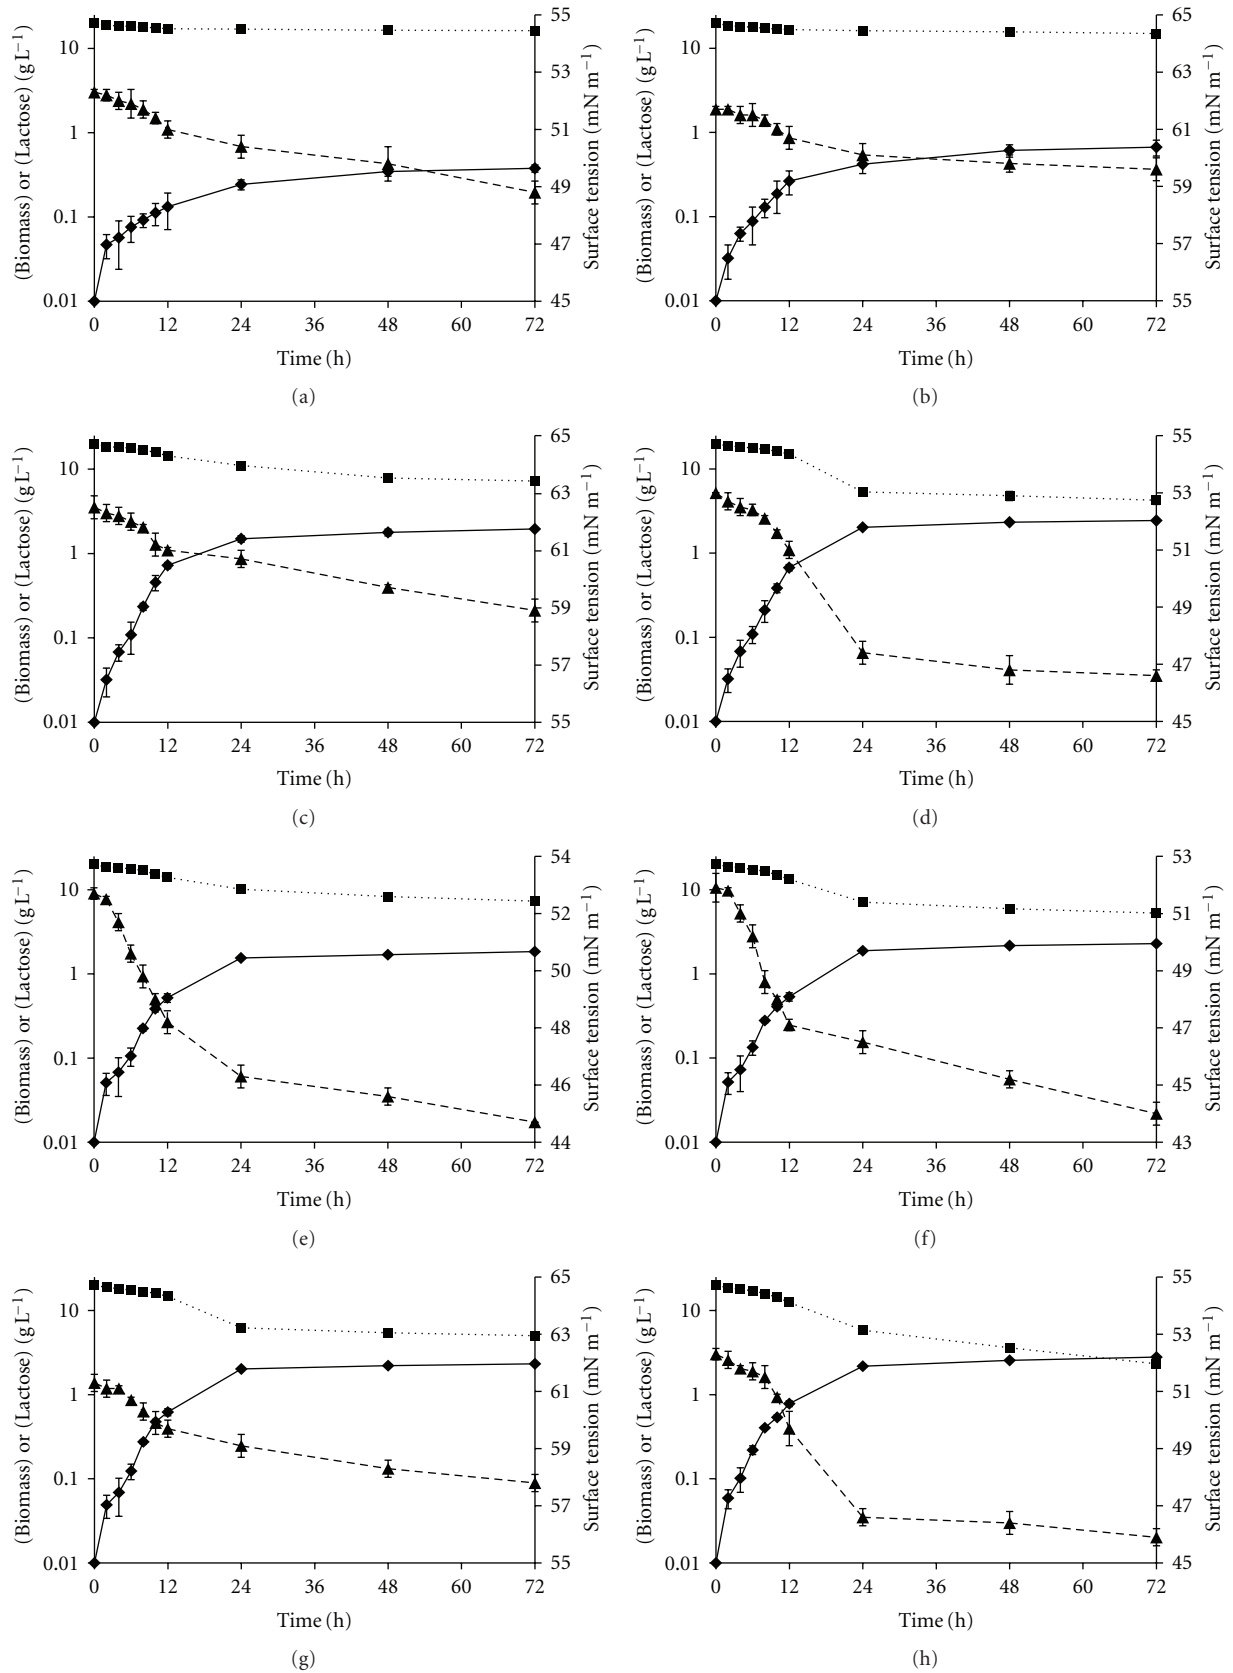 (Biomass) or (Lactose) (g L−1)
10
1
0.1
0.01
55
53
51
49
47
45
Surface tension (mN m−1)
0 12 24 36 48 60 72
Time (h)
(a)
(Biomass) or (Lactose) (g L−1)
10
1
0.1
0.01
65
63
61
59
57
55
Surface tension (mN m−1)
0 12 24 36 48 60 72
Time (h)
(b)
(Biomass) or (Lactose) (g L−1)
10
1
0.1
0.01
65
63
61
59
57
55
Surface tension (mN m−1)
0 12 24 36 48 60 72
Time (h)
(c)
(Biomass) or (Lactose) (g L−1)
10
1
0.1
0.01
55
53
51
49
47
45
Surface tension (mN m−1)
0 12 24 36 48 60 72
Time (h)
(d)
(Biomass) or (Lactose) (g L−1)
10
1
0.1
0.01
54
52
50
48
46
44
Surface tension (mN m−1)
0 12 24 36 48 60 72
Time (h)
(e)
(Biomass) or (Lactose) (g L−1)
10
1
0.1
0.01
53
51
49
47
45
43
Surface tension (mN m−1)
0 12 24 36 48 60 72
Time (h)
(f)
(Biomass) or (Lactose) (g L−1)
10
1
0.1
0.01
65
63
61
59
57
55
Surface tension (mN m−1)
0 12 24 36 48 60 72
Time (h)
(g)
(Biomass) or (Lactose) (g L−1)
10
1
0.1
0.01
55
53
51
49
47
45
Surface tension (mN m−1)
0 12 24 36 48 60 72
Time (h)
(h)